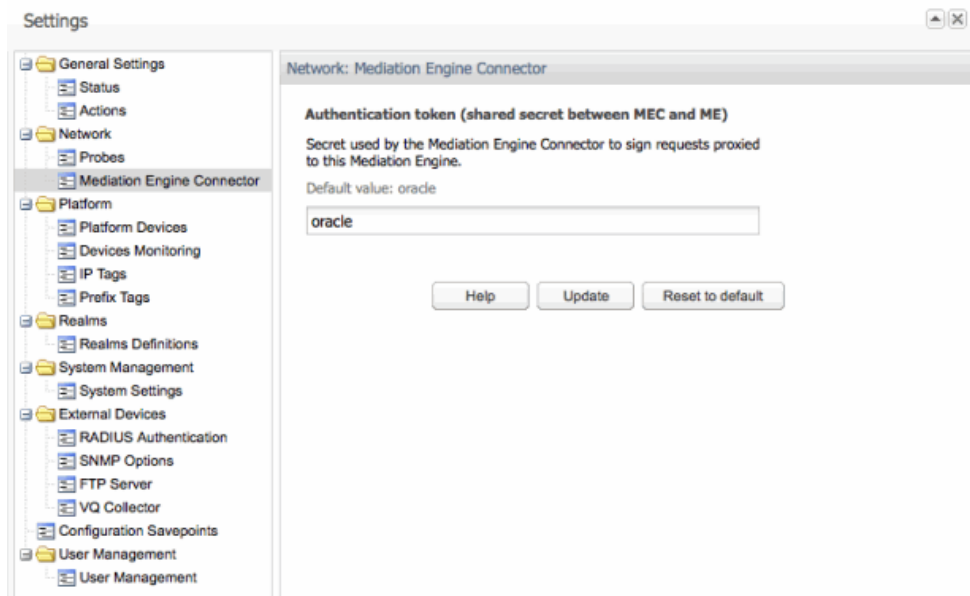 Settings
General Settings
Status
Actions
Network
Probes
Mediation Engine Connector
Platform
Platform Devices
Devices Monitoring
IP Tags
Prefix Tags
Realms
Realms Definitions
System Management
System Settings
External Devices
RADIUS Authentication
SNMP Options
FTP Server
VQ Collector
Configuration Savepoints
User Management
User Management
Network: Mediation Engine Connector
Authentication token (shared secret between MEC and ME)
Secret used by the Mediation Engine Connector to sign requests proxied
to this Mediation Engine.
Default value: oracle
oracle
Help Update Reset to default